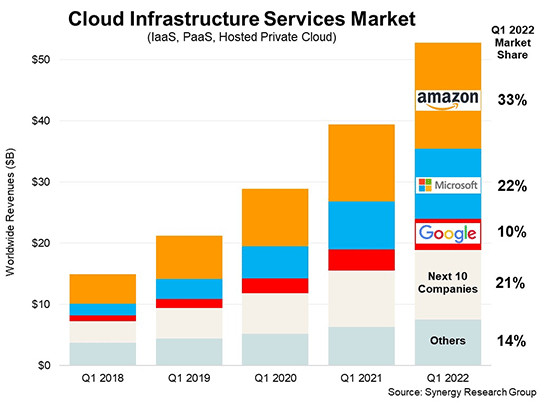 Cloud Infrastructure Services Market
(IaaS, PaaS, Hosted Private Cloud)
Q1 2022
Market
Share
Worldwide Revenues ($B)
$50
$40
$30
$20
$10
$0
amazon
33%
Microsoft
22%
Google
10%
Next 10
Companies
21%
Others
14%
Q1 2018
Q1 2019
Q1 2020
Q1 2021
Q1 2022
Source: Synergy Research Group